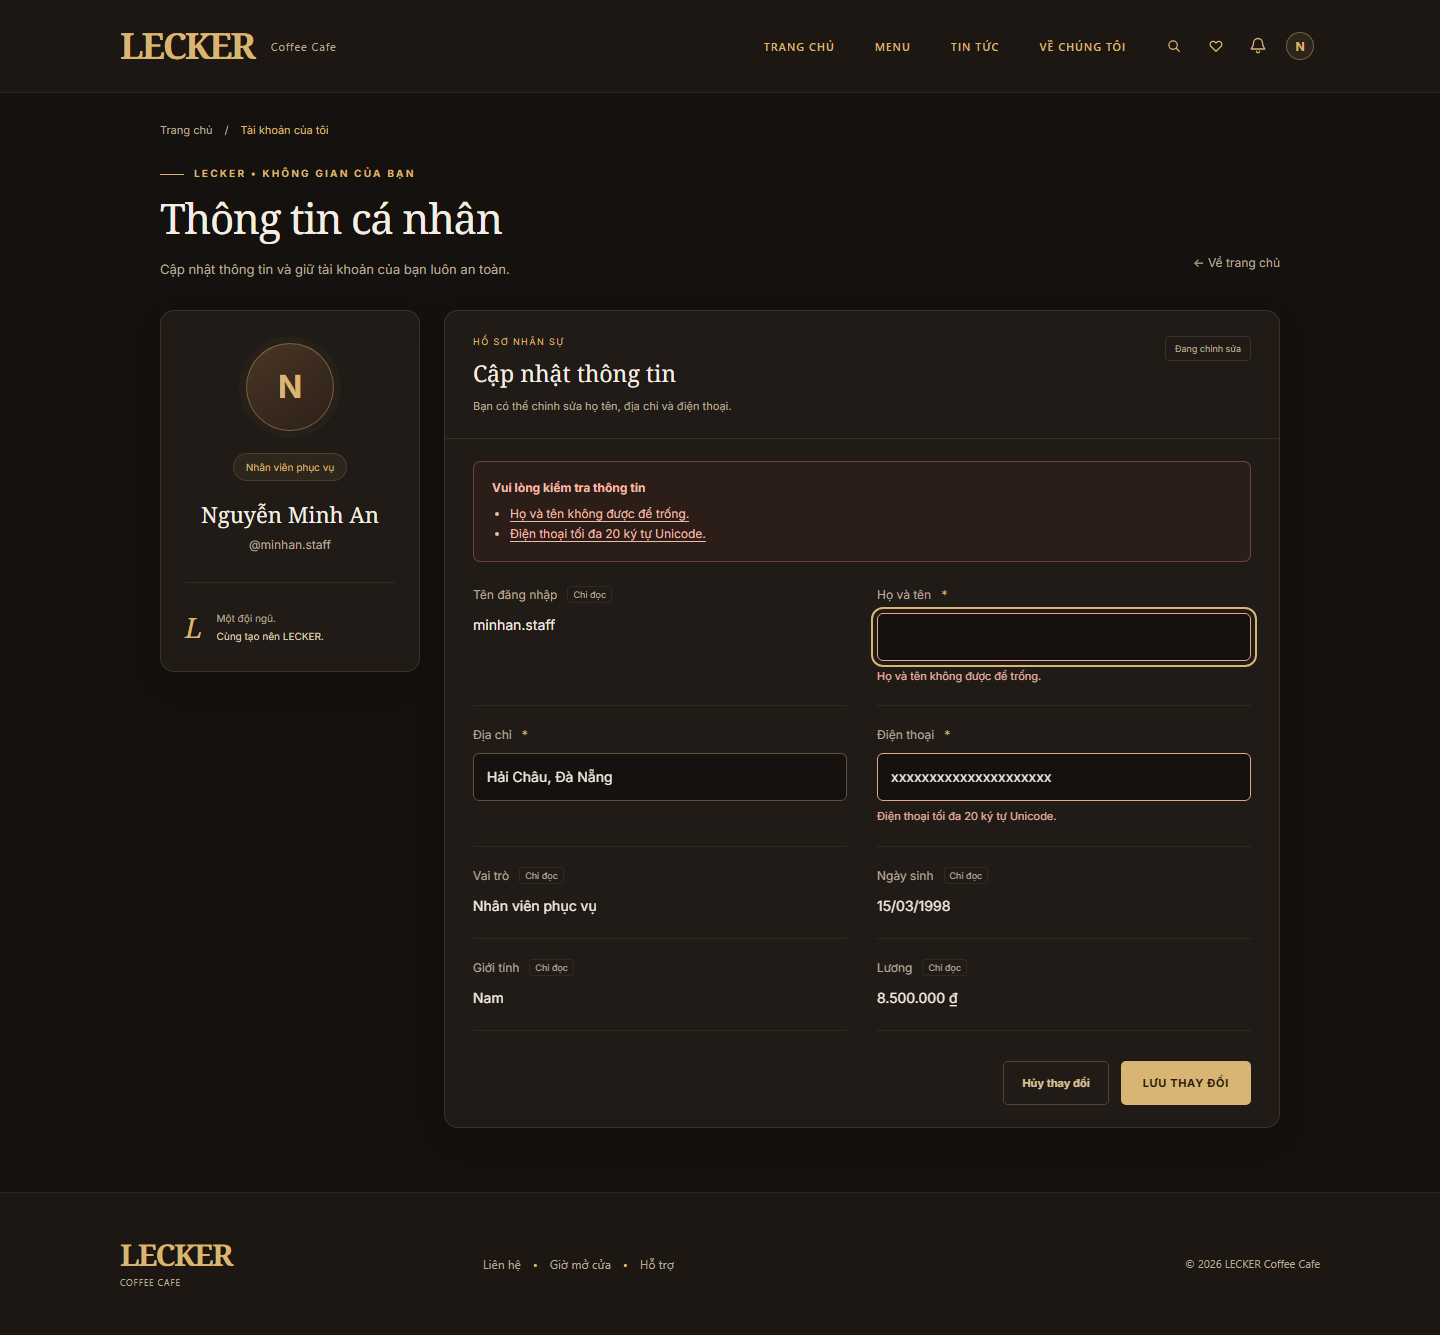 LECKER Coffee Cafe
TRANG CHỦ MENU TIN TỨC VỀ CHÚNG TÔI N
Trang chủ / Tài khoản của tôi
LECKER • KHÔNG GIAN CỦA BẠN
Thông tin cá nhân
Cập nhật thông tin và giữ tài khoản của bạn luôn an toàn.
← Về trang chủ
N
Nhân viên phục vụ
Nguyễn Minh An
@minhan.staff
L
Một đội ngũ.
Cùng tạo nên LECKER.
HỒ SƠ NHÂN SỰ
Cập nhật thông tin
Bạn có thể chỉnh sửa họ tên, địa chỉ và điện thoại.
Đang chỉnh sửa
Vui lòng kiểm tra thông tin
• Họ và tên không được để trống.
• Điện thoại tối đa 20 ký tự Unicode.
Tên đăng nhập Chỉ đọc
minhan.staff
Họ và tên *
Họ và tên không được để trống.
Địa chỉ *
Hải Châu, Đà Nẵng
Điện thoại *
xxxxxxxxxxxxxxxxxxxxx
Điện thoại tối đa 20 ký tự Unicode.
Vai trò Chỉ đọc
Nhân viên phục vụ
Ngày sinh Chỉ đọc
15/03/1998
Giới tính Chỉ đọc
Nam
Lương Chỉ đọc
8.500.000 ₫
Hủy thay đổi
LƯU THAY ĐỔI
LECKER
COFFEE CAFE
Liên hệ • Giờ mở cửa • Hỗ trợ
© 2026 LECKER Coffee Cafe